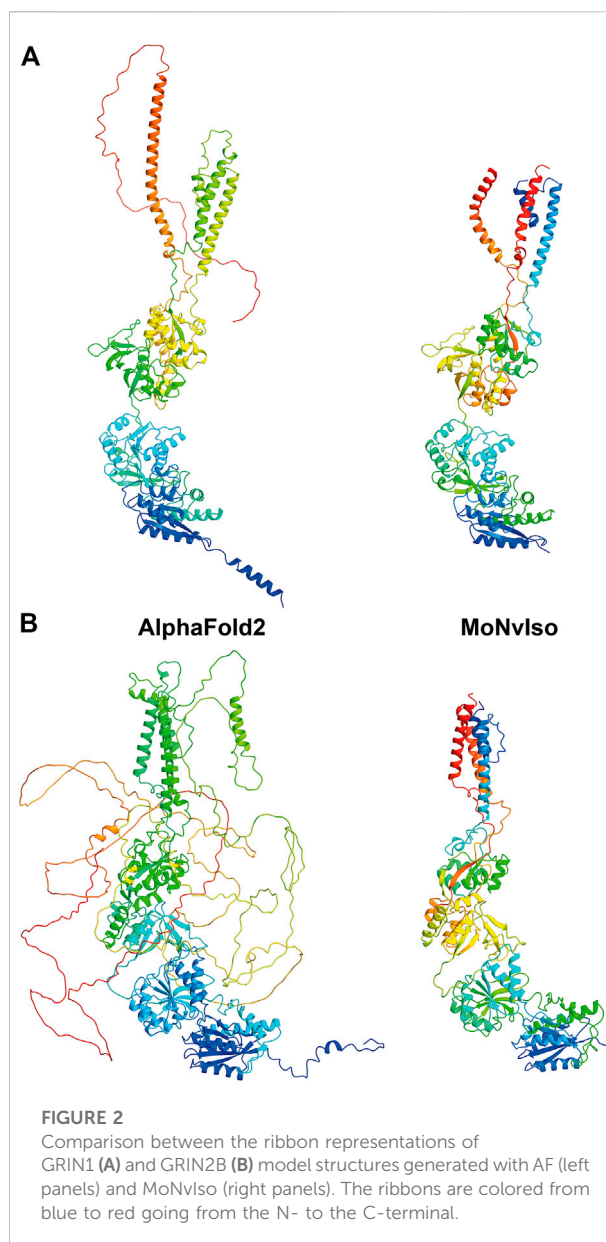 A
B
AlphaFold2 MoNvIso
FIGURE 2
Comparison between the ribbon representations of
GRIN1 (A) and GRIN2B (B) model structures generated with AF (left
panels) and MoNvIso (right panels). The ribbons are colored from
blue to red going from the N- to the C-terminal.